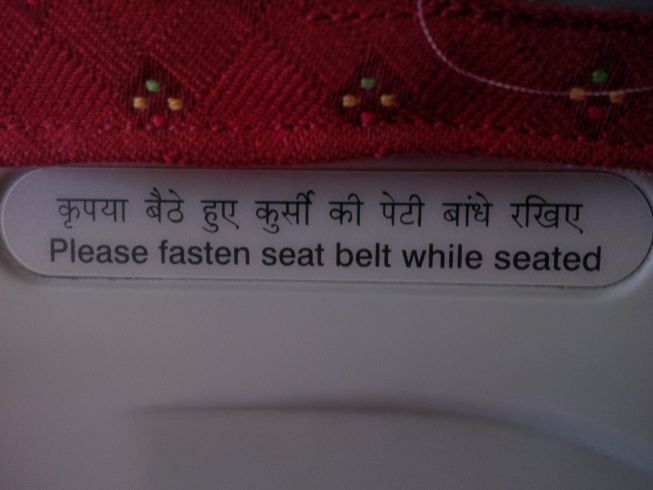 कृपया बैठे हुए कुर्सी की पेटी बांधे रखिए
Please fasten seat belt while seated